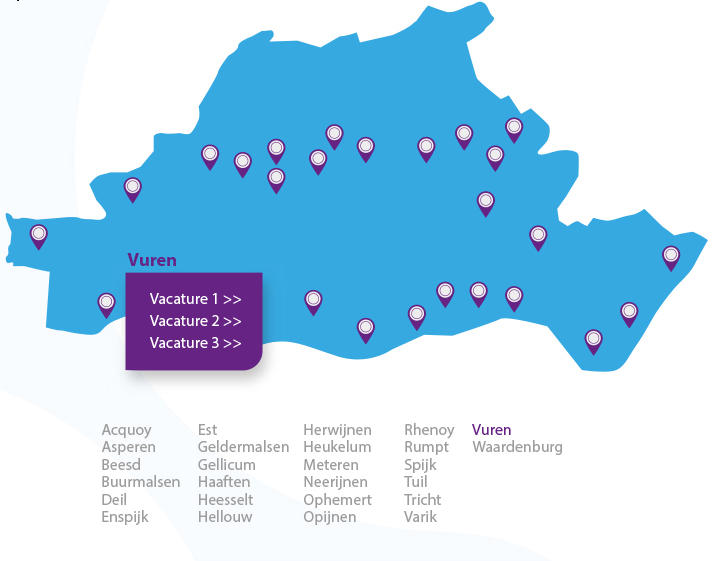 Vuren
Vacature 1 >>
Vacature 2 >>
Vacature 3 >>
Acquoy
Asperen
Beesd
Buurmalsen
Deil
Enspijk
Est
Geldermalsen
Gellicum
Haaften
Heesselt
Hellouw
Herwijnen
Heukelum
Meteren
Neerijnen
Ophemert
Opijnen
Rhenoy
Rumpt
Spijk
Tuil
Tricht
Varik
Vuren
Waardenburg